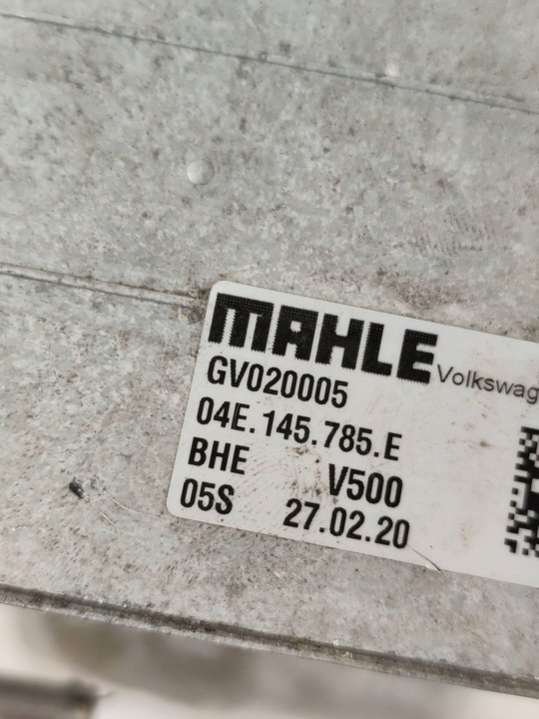 MAHLE Volkswag
GV020005
04E.145.785.E
BHE V500
05S 27.02.20